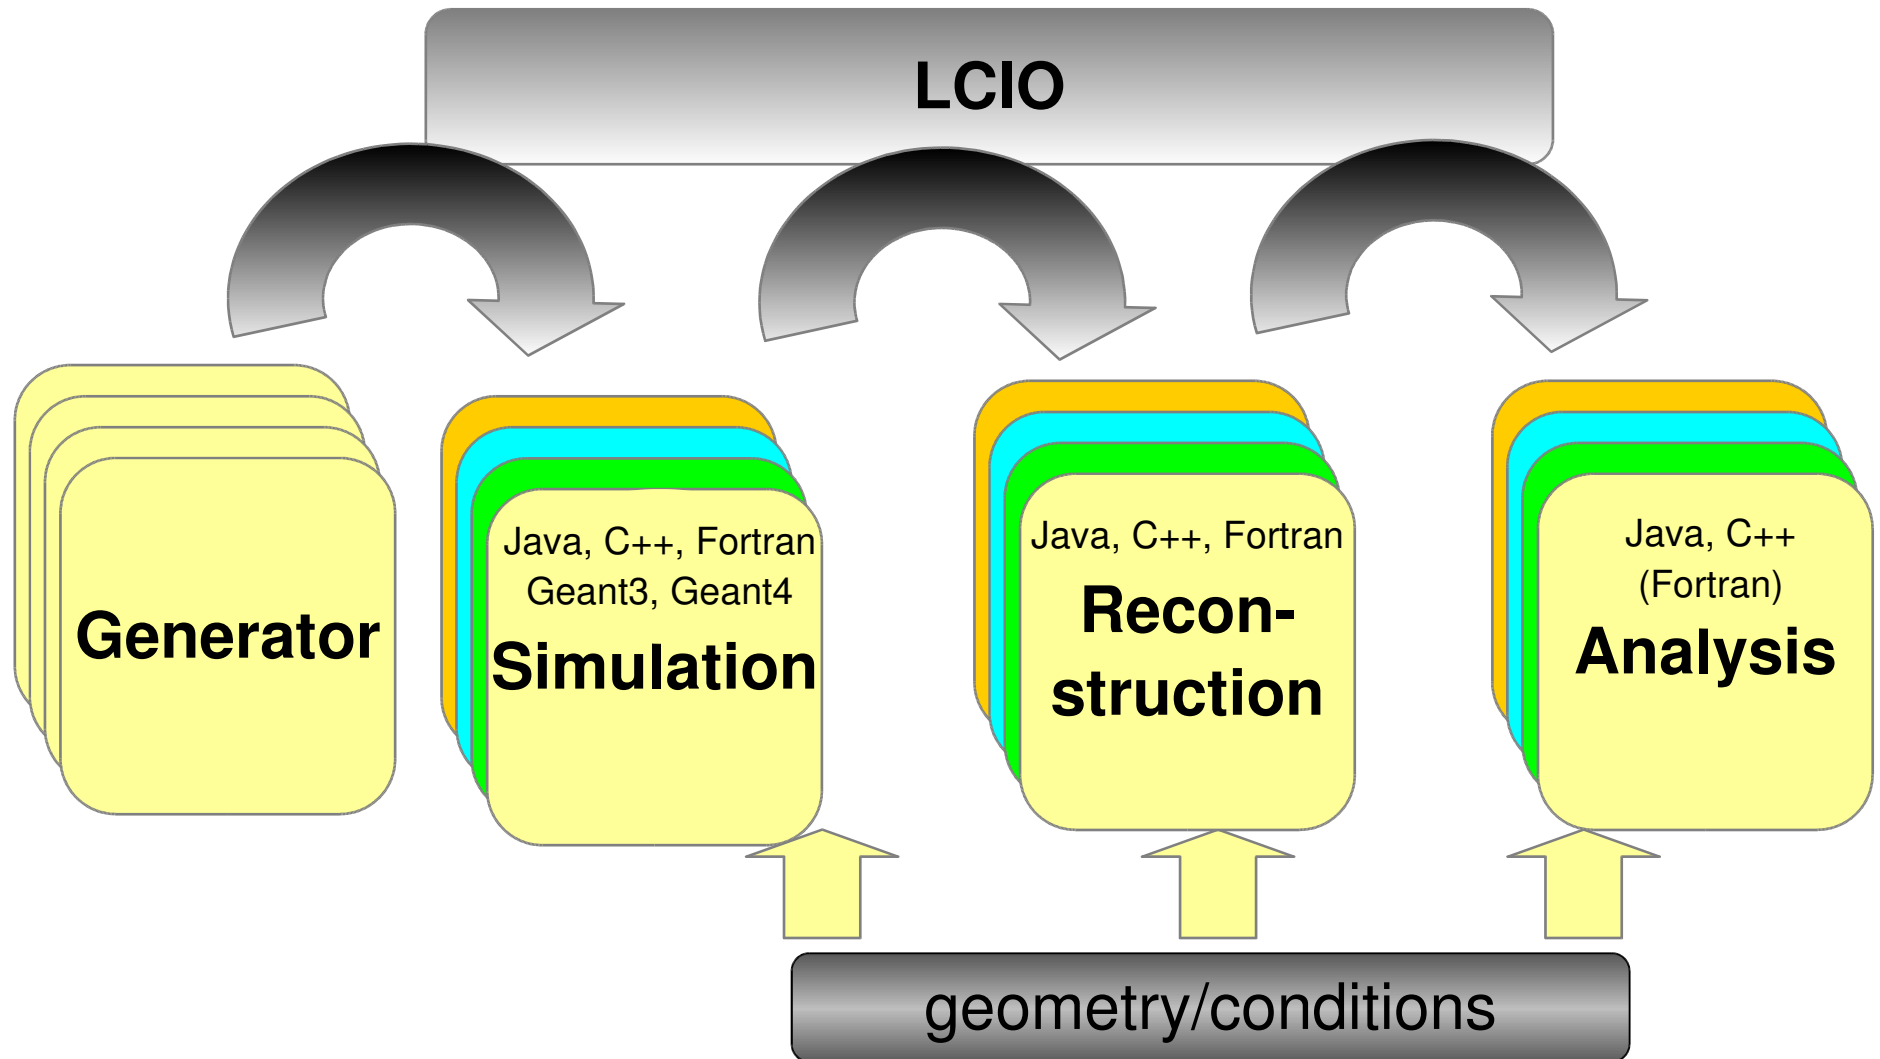 LCIO
Generator
Java, C++, Fortran
Geant3, Geant4
Simulation
Java, C++, Fortran
Recon-
struction
Java, C++
(Fortran)
Analysis
geometry/conditions